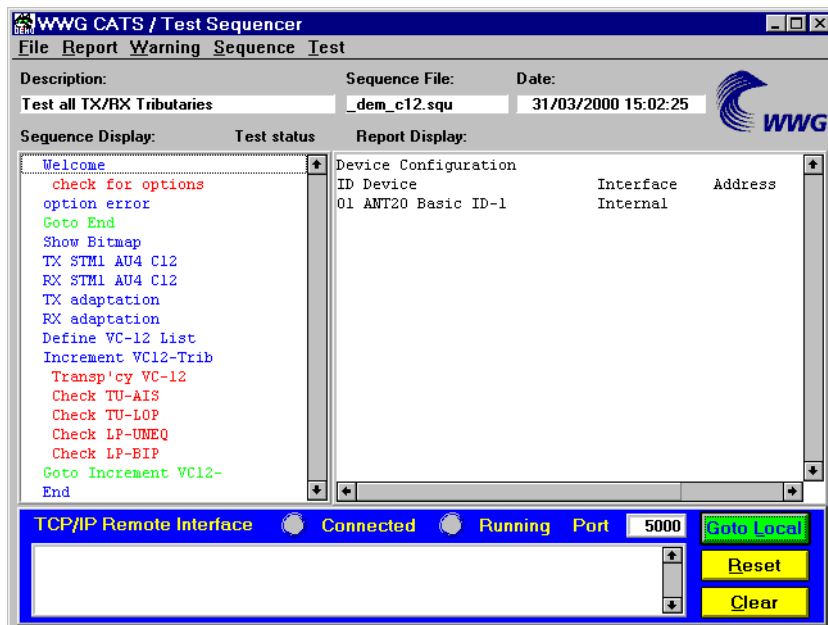 WWG CATS / Test Sequencer
File Report Warning Sequence Test
Description: Sequence File: Date:
Test all TX/RX Tributaries _dem_c12.squ 31/03/2000 15:02:25
WWG
Sequence Display: Test status Report Display:
Welcome
check for options
option error
Goto End
Show Bitmap
TX STM1 AU4 C12
RX STM1 AU4 C12
TX adaptation
RX adaptation
Define VC-12 List
Increment VC12-Trib
Transp'cy VC-12
Check TU-AIS
Check TU-LOP
Check LP-UNEQ
Check LP-BIP
Goto Increment VC12-
End
Device Configuration
ID Device Interface Address
01 ANT20 Basic ID-1 Internal
TCP/IP Remote Interface Connected Running Port 5000 Goto Local
Reset
Clear